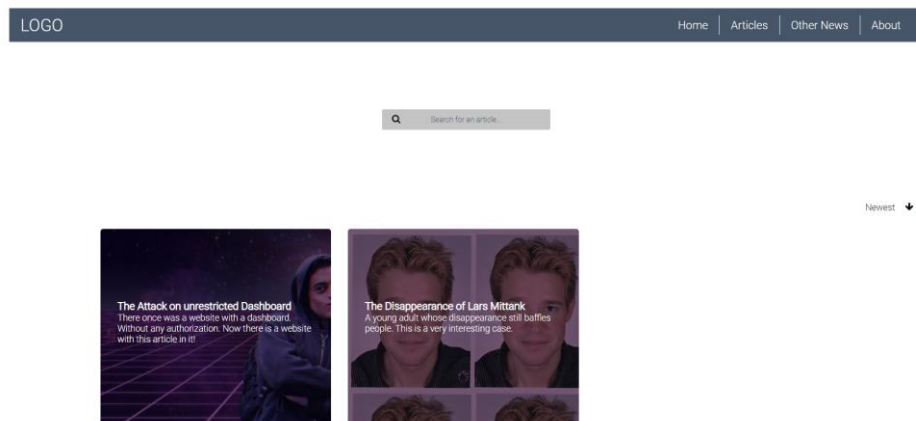 LOGO
Home
Articles
Other News
About
Search for an article...
Newest
The Attack on unrestricted Dashboard
There once was a website with a dashboard.
Without any authorization. Now there is a website
with this article in it!
The Disappearance of Lars Mittank
A young adult whose disappearance still baffles
people. This is a very interesting case.